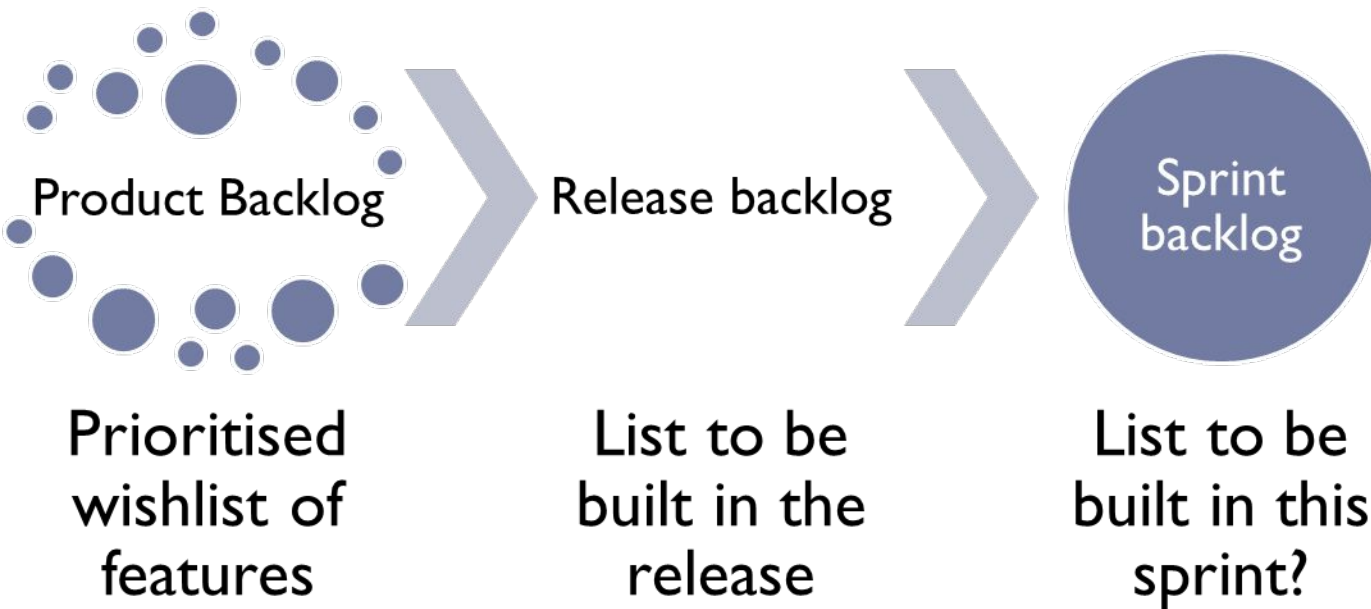 Product Backlog
Release backlog
Sprint
backlog
Prioritised
wishlist of
features
List to be
built in the
release
List to be
built in this
sprint?